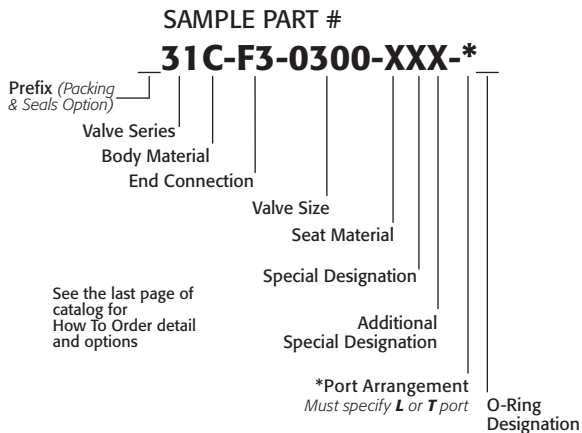 SAMPLE PART #
__31C-F3-0300-XXX-*__
Prefix (Packing
& Seals Option)
Valve Series
Body Material
End Connection
Valve Size
Seat Material
Special Designation
See the last page of
catalog for
How To Order detail
and options
Additional
Special Designation
*Port Arrangement
Must specify L or T port
O-Ring
Designation